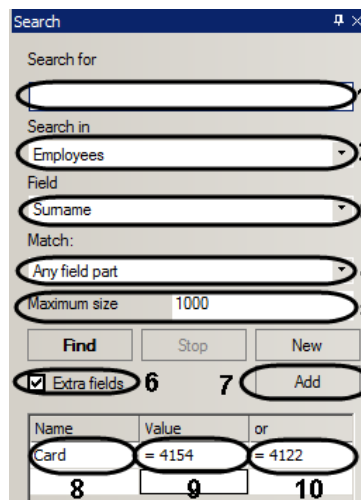 Search
Search for
Search in
Employees
Field
Surname
Match:
Any field part
Maximum size 1000
Find Stop New
Extra fields 6 7 Add
Name Value or
Card = 4154 = 4122
8 9 10